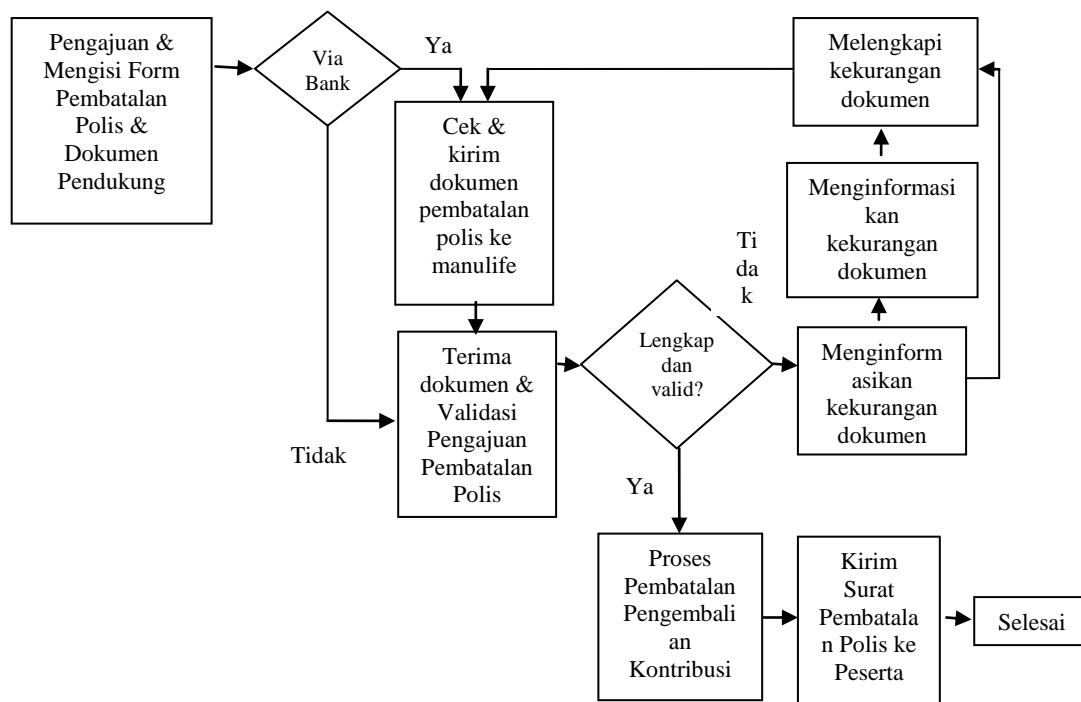 Pengajuan &
Mengisi Form
Pembatalan
Polis &
Dokumen
Pendukung
Via
Bank
Ya
Cek &
kirim
dokumen
pembatalan
polis ke
manulife
Melengkapi
kekurangan
dokumen
Menginformasi
kan
kekurangan
dokumen
Ti
da
k
Tidak
Terima
dokumen &
Validasi
Pengajuan
Pembatalan
Polis
Lengkap
dan
valid?
Menginform
asikan
kekurangan
dokumen
Ya
Proses
Pembatalan
Pengembali
an
Kontribusi
Kirim
Surat
Pembatala
n Polis ke
Peserta
Selesai